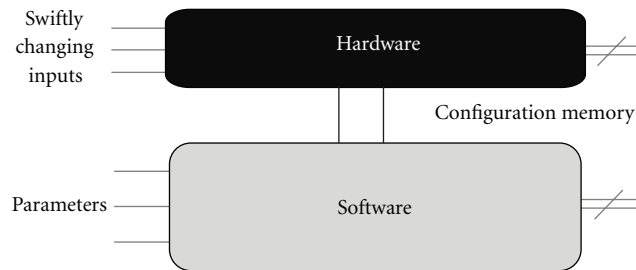 Swiftly
changing
inputs
Hardware
Configuration memory
Parameters
Software